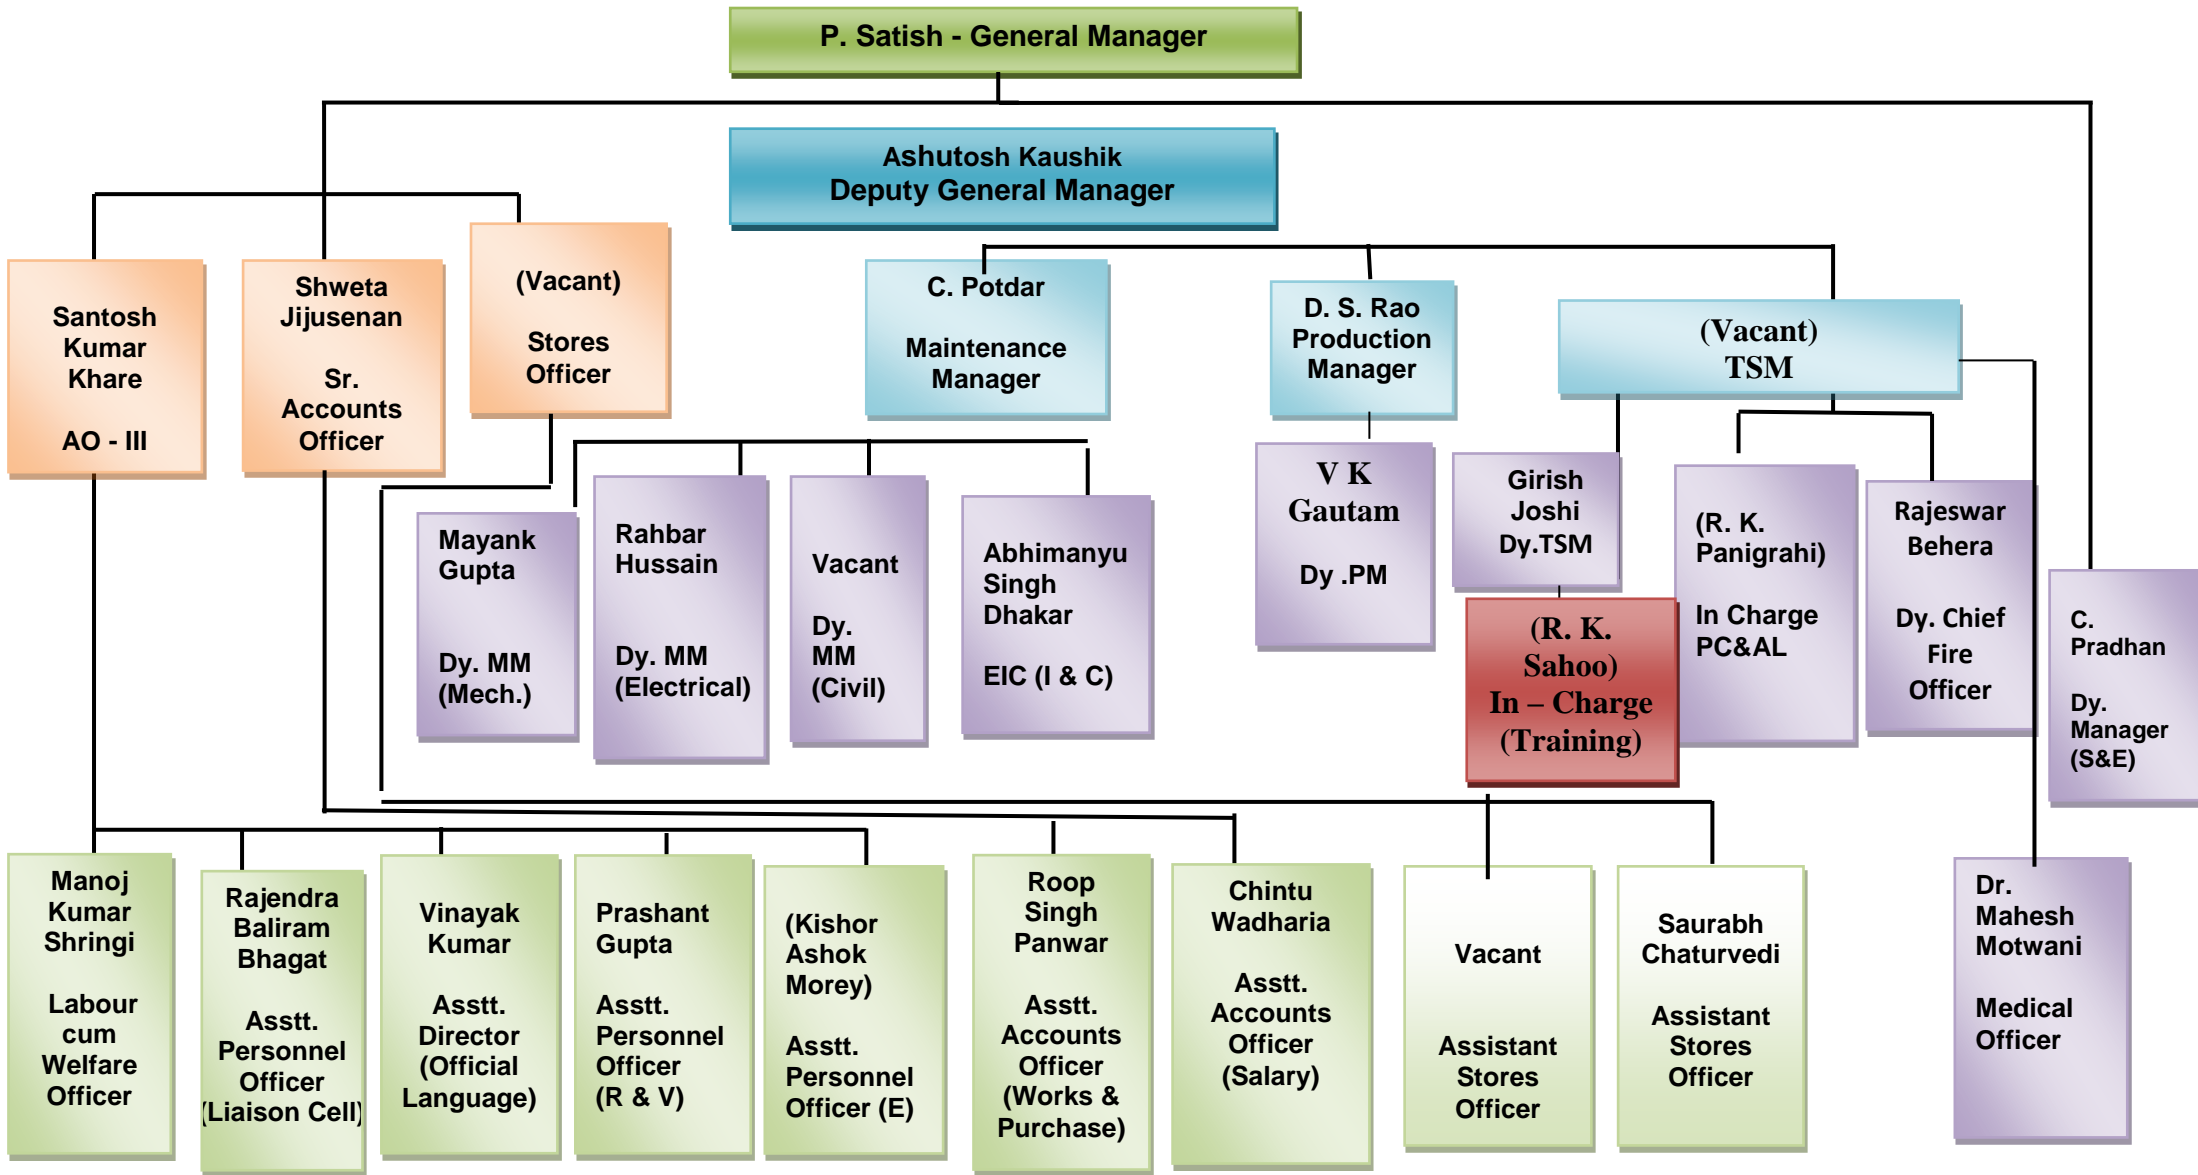 P. Satish - General Manager
Ashutosh Kaushik
Deputy General Manager
Santosh
Kumar
Khare
AO - III
Shweta
Jijusenan
Sr.
Accounts
Officer
(Vacant)
Stores
Officer
C. Potdar
Maintenance
Manager
D. S. Rao
Production
Manager
(Vacant)
TSM
Mayank
Gupta
Dy. MM
(Mech.)
Rahbar
Hussain
Dy. MM
(Electrical)
Vacant
Dy.
MM
(Civil)
Abhimanyu
Singh
Dhakar
EIC (I & C)
V K
Gautam
Dy .PM
Girish
Joshi
Dy.TSM
(R. K.
Sahoo)
In – Charge
(Training)
(R. K.
Panigrahi)
In Charge
PC&AL
Rajeswar
Behera
Dy. Chief
Fire
Officer
C.
Pradhan
Dy.
Manager
(S&E)
Manoj
Kumar
Shringi
Labour
cum
Welfare
Officer
Rajendra
Baliram
Bhagat
Asstt.
Personnel
Officer
(Liaison Cell)
Vinayak
Kumar
Asstt.
Director
(Official
Language)
Prashant
Gupta
Asstt.
Personnel
Officer
(R & V)
(Kishor
Ashok
Morey)
Asstt.
Personnel
Officer (E)
Roop
Singh
Panwar
Asstt.
Accounts
Officer
(Works &
Purchase)
Chintu
Wadharia
Asstt.
Accounts
Officer
(Salary)
Vacant
Assistant
Stores
Officer
Saurabh
Chaturvedi
Assistant
Stores
Officer
Dr.
Mahesh
Motwani
Medical
Officer